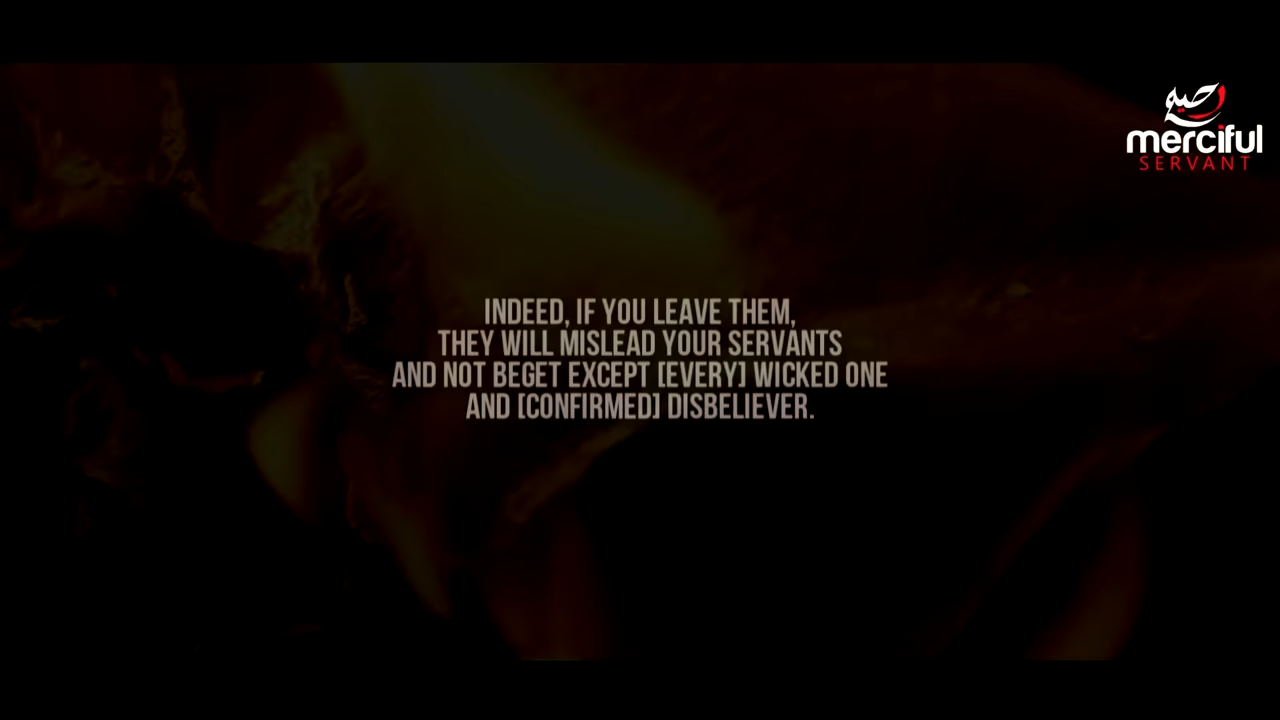 رحيم
merciful
SERVANT
INDEED, IF YOU LEAVE THEM,
THEY WILL MISLEAD YOUR SERVANTS
AND NOT BEGET EXCEPT [EVERY] WICKED ONE
AND [CONFIRMED] DISBELIEVER.